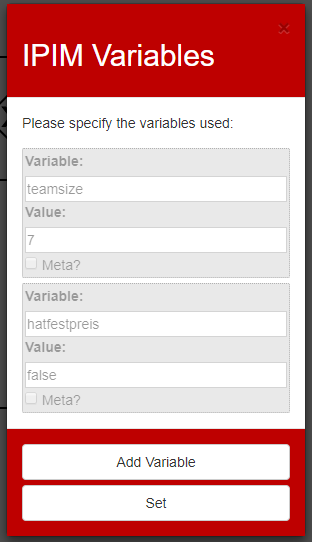 ×
IPIM Variables
Please specify the variables used:
Variable:
teamsize
Value:
7
Meta?
Variable:
hatfestpreis
Value:
false
Meta?
Add Variable
Set